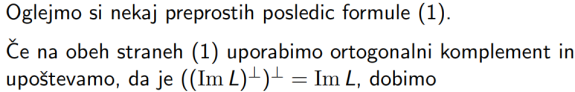 Oglejmo si nekaj preprostih posledic formule (1).
Če na obeh straneh (1) uporabimo ortogonalni komplement in
upoštevamo, da je ((Im L)^⊥)^⊥ = Im L, dobimo